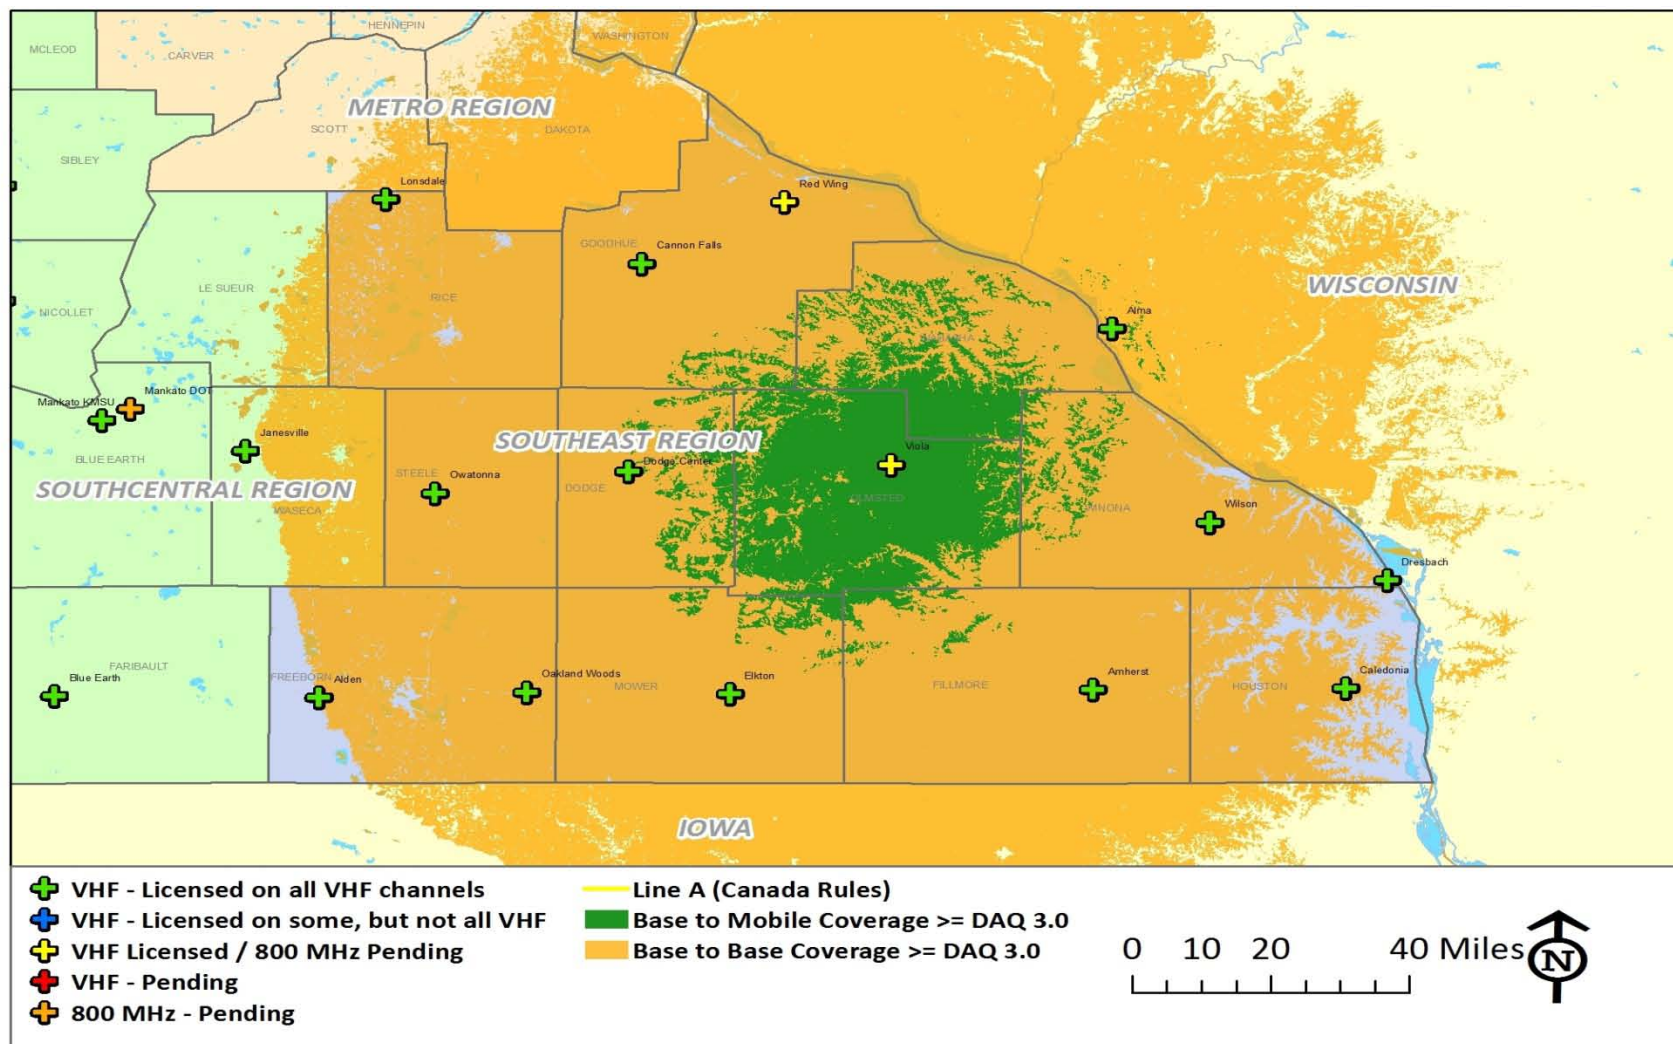 HENNEPIN
WASHINGTON
MCLEOD
CARVER
METRO REGION
SCOTT
DAKOTA
SIBLEY
Lonsdale
Red Wing
GOODHUE
Cannon Falls
LE SUEUR
WISCONSIN
RICE
NICOLLET
Alma
Mankato DOT
Mankato KMSU
Janesville
SOUTHEAST REGION
Viola
BLUE EARTH
Dodge Center
STEELE
Owatonna
DODGE
SOUTHCENTRAL REGION
OLMSTED
WASECA
Wilson
Dresbach
FARIBAULT
Blue Earth
FREEBORN
Alden
Oakland Woods
MOWER
Elkton
FILLMORE
Amherst
HOUSTON
Caledonia
IOWA
VHF - Licensed on all VHF channels
VHF - Licensed on some, but not all VHF
VHF Licensed / 800 MHz Pending
VHF - Pending
800 MHz - Pending
Line A (Canada Rules)
Base to Mobile Coverage >= DAQ 3.0
Base to Base Coverage >= DAQ 3.0
0 10 20 40 Miles
N